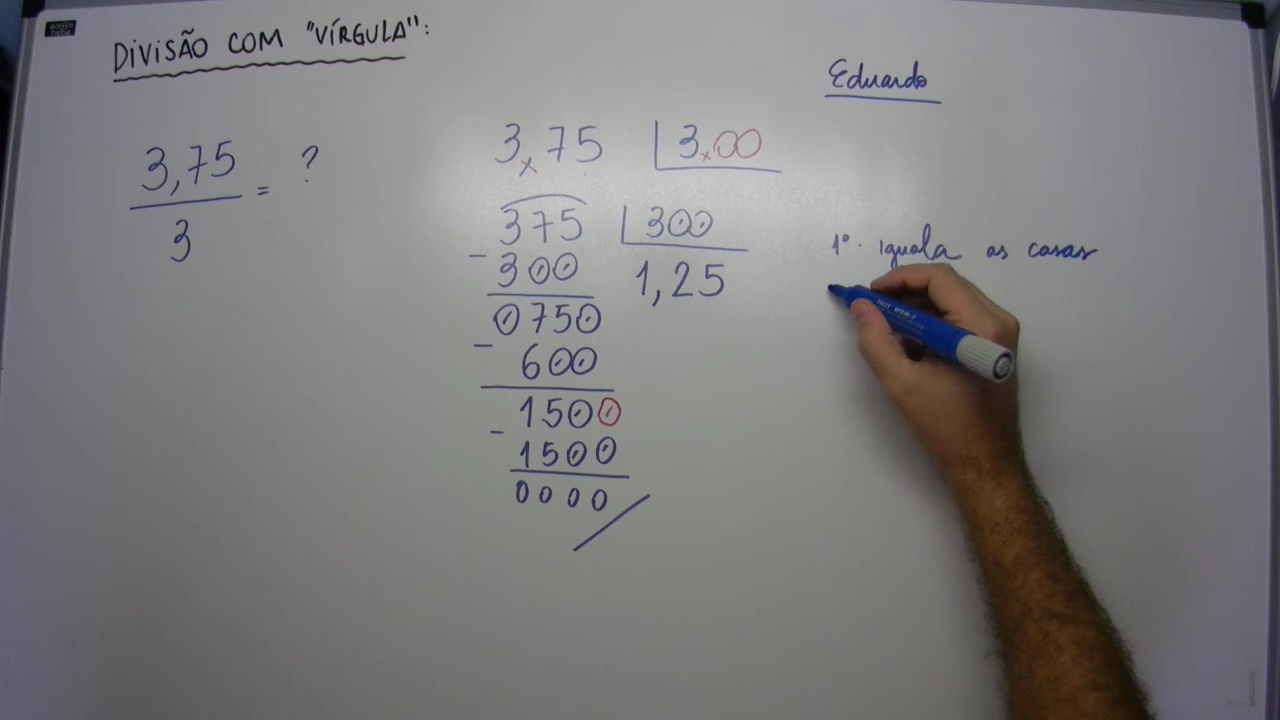 DIVISÃO COM "VÍRGULA":
Eduardo
3,75
3
= ?
3,75 3,00
375 300
- 300 1,25
0750
- 600
1500
- 1500
0000
1º. iguala as casas